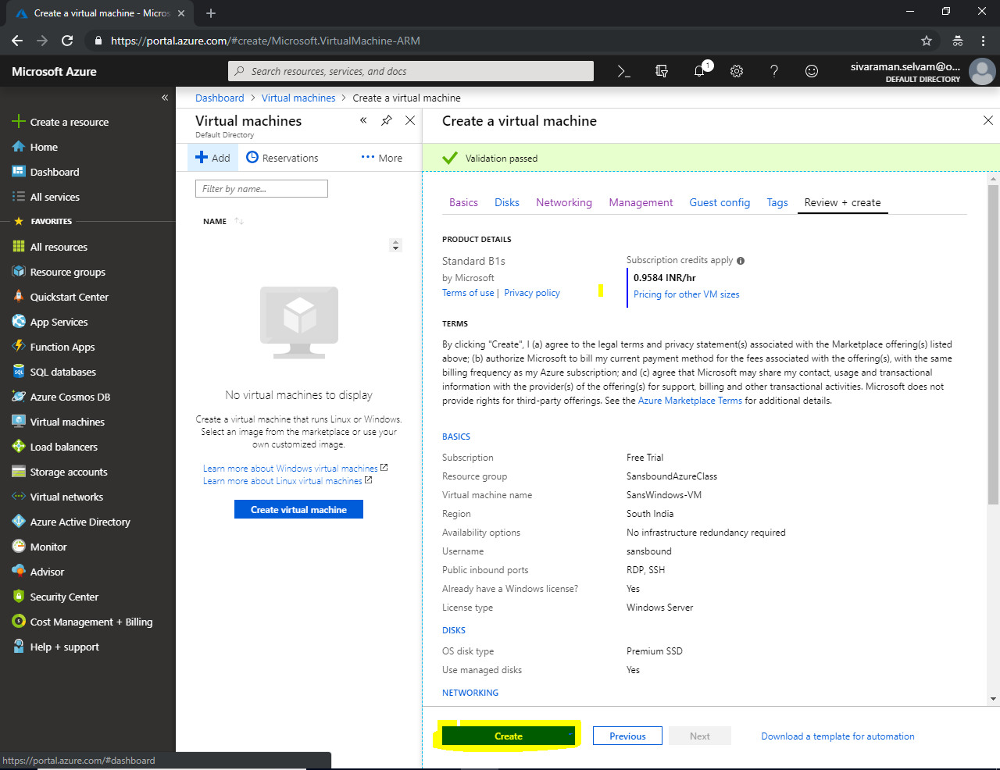 Create a virtual machine - Micros
https://portal.azure.com/#create/Microsoft.VirtualMachine-ARM
Microsoft Azure
Search resources, services, and docs
1
sivaraman.selvam@o...
DEFAULT DIRECTORY
Create a resource
Home
Dashboard
All services
FAVORITES
All resources
Resource groups
Quickstart Center
App Services
Function Apps
SQL databases
Azure Cosmos DB
Virtual machines
Load balancers
Storage accounts
Virtual networks
Azure Active Directory
Monitor
Advisor
Security Center
Cost Management + Billing
Help + support
https://portal.azure.com/#dashboard
Dashboard > Virtual machines > Create a virtual machine
Virtual machines
Default Directory
Add Reservations ••• More
Filter by name...
NAME
No virtual machines to display
Create a virtual machine that runs Linux or Windows.
Select an image from the marketplace or use your
own customized image.
Learn more about Windows virtual machines
Learn more about Linux virtual machines
Create virtual machine
Create a virtual machine
Validation passed
Basics Disks Networking Management Guest config Tags Review + create
PRODUCT DETAILS
Standard B1s
by Microsoft
Terms of use | Privacy policy
Subscription credits apply
0.9584 INR/hr
Pricing for other VM sizes
TERMS
By clicking "Create", I (a) agree to the legal terms and privacy statement(s) associated with the Marketplace offering(s) listed
above; (b) authorize Microsoft to bill my current payment method for the fees associated with the offering(s), with the same
billing frequency as my Azure subscription; and (c) agree that Microsoft may share my contact, usage and transactional
information with the provider(s) of the offering(s) for support, billing and other transactional activities. Microsoft does not
provide rights for third-party offerings. See the Azure Marketplace Terms for additional details.
BASICS
Subscription Free Trial
Resource group SansboundAzureClass
Virtual machine name SansWindows-VM
Region South India
Availability options No infrastructure redundancy required
Username sansbound
Public inbound ports RDP, SSH
Already have a Windows license? Yes
License type Windows Server
DISKS
OS disk type Premium SSD
Use managed disks Yes
NETWORKING
Create Previous Next Download a template for automation